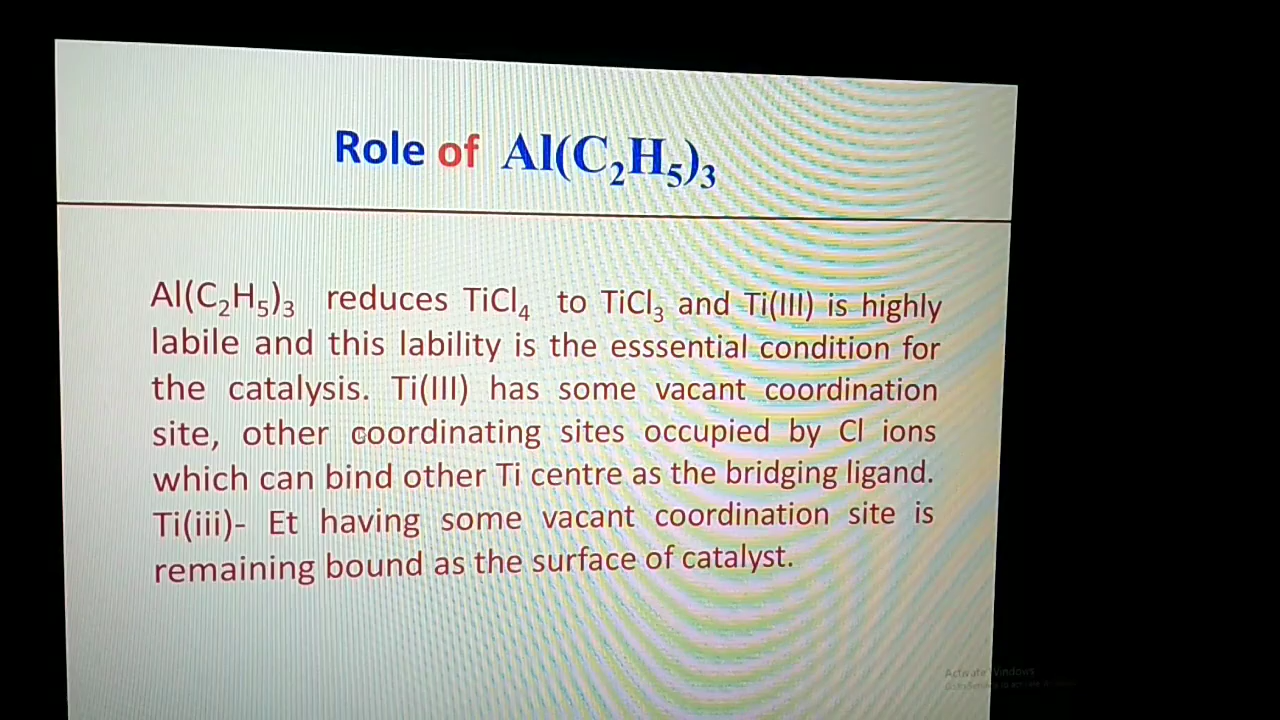 Role of Al(C₂H₅)₃
Al(C₂H₅)₃ reduces TiCl₄ to TiCl₃ and Ti(III) is highly
labile and this lability is the esssential condition for
the catalysis. Ti(III) has some vacant coordination
site, other coordinating sites occupied by Cl ions
which can bind other Ti centre as the bridging ligand.
Ti(iii)- Et having some vacant coordination site is
remaining bound as the surface of catalyst.
Activate Windows